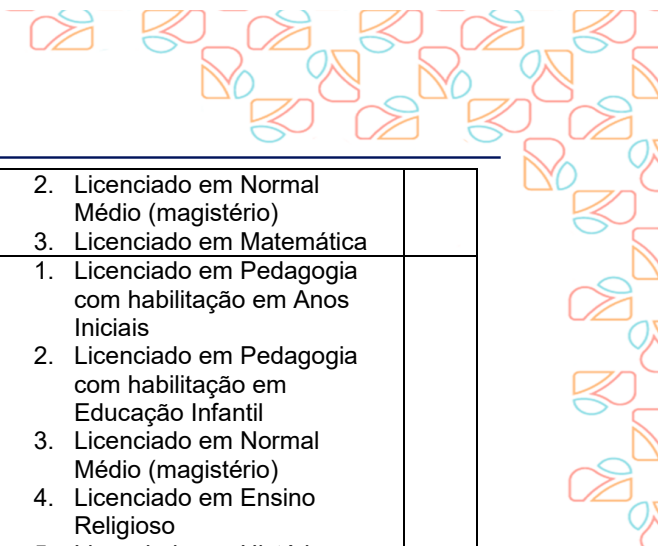 2. Licenciado em Normal
Médio (magistério)
3. Licenciado em Matemática
1. Licenciado em Pedagogia
com habilitação em Anos
Iniciais
2. Licenciado em Pedagogia
com habilitação em
Educação Infantil
3. Licenciado em Normal
Médio (magistério)
4. Licenciado em Ensino
Religioso